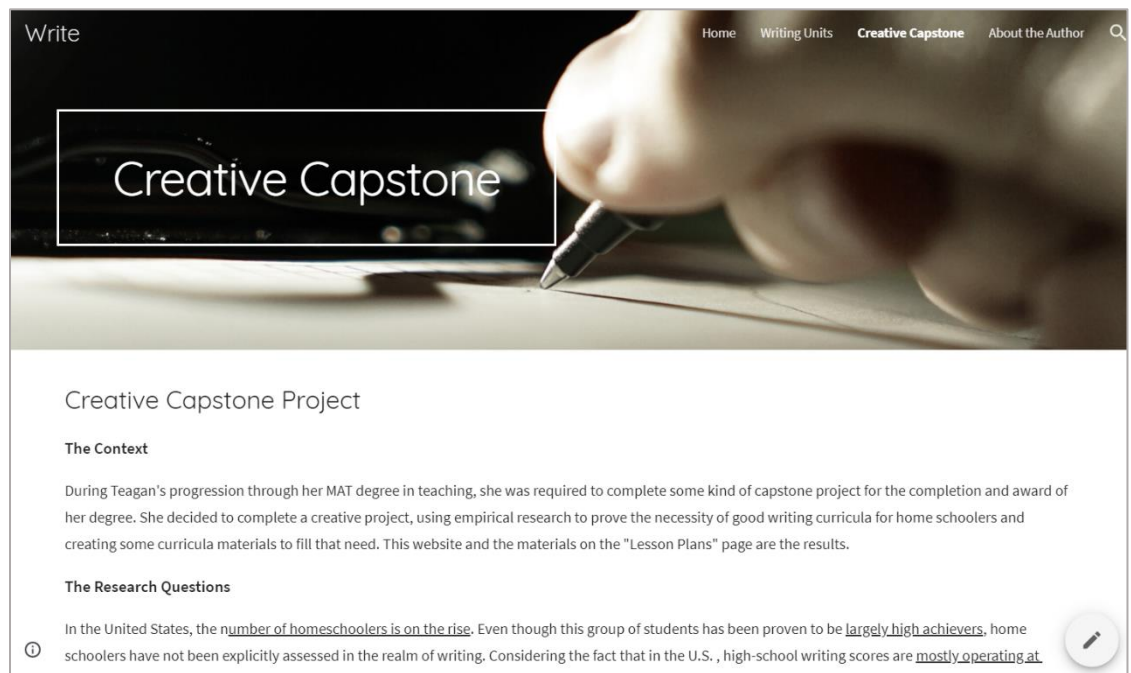 Write
Home Writing Units Creative Capstone About the Author
Creative Capstone
Creative Capstone Project
The Context
During Teagan's progression through her MAT degree in teaching, she was required to complete some kind of capstone project for the completion and award of
her degree. She decided to complete a creative project, using empirical research to prove the necessity of good writing curricula for home schoolers and
creating some curricula materials to fill that need. This website and the materials on the "Lesson Plans" page are the results.
The Research Questions
In the United States, the number of homeschoolers is on the rise. Even though this group of students has been proven to be largely high achievers, home
schoolers have not been explicitly assessed in the realm of writing. Considering the fact that in the U.S. , high-school writing scores are mostly operating at